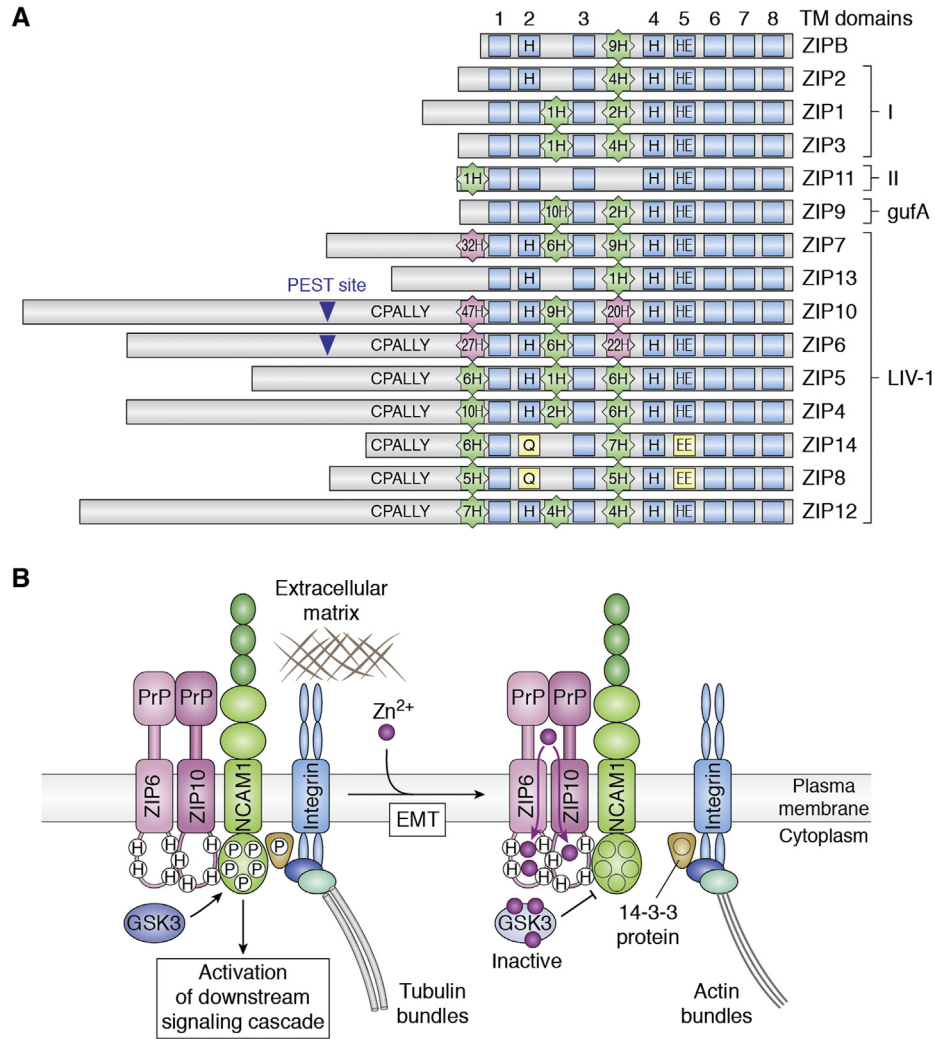 A
1 2 3 4 5 6 7 8 TM domains
H 9H H HE ZIPB
H 4H H HE ZIP2
1H 2H H HE ZIP1 I
1H 4H H HE ZIP3
1H H HE ZIP11 II
10H 2H H HE ZIP9 gufA
32H H 6H 9H H HE ZIP7
H 1H H HE ZIP13
PEST site
CPALLY 47H H 9H 20H H HE ZIP10
CPALLY 27H H 6H 22H H HE ZIP6
CPALLY 6H H 1H 6H H HE ZIP5 LIV-1
CPALLY 10H H 2H 6H H HE ZIP4
CPALLY 6H Q 7H H EE ZIP14
CPALLY 5H Q 5H H EE ZIP8
CPALLY 7H H 4H 4H H HE ZIP12
B
Extracellular
matrix
PrP PrP
ZIP6
ZIP10
NCAM1
Integrin
H H H H H H H H
P P P P P
P
GSK3
Activation
of downstream
signaling cascade
Tubulin
bundles
Zn2+
EMT
PrP PrP
ZIP6
ZIP10
NCAM1
Integrin
Plasma
membrane
Cytoplasm
H H H H H H H H
GSK3
Inactive
14-3-3
protein
Actin
bundles